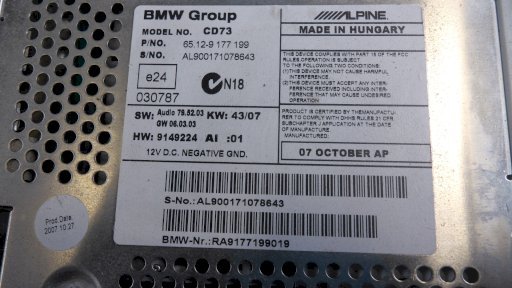 BMW Group
MODEL NO. CD73
P/NO. 65.12-9 177 199
S/NO. AL900171078643
e24
030787
N18
SW: Audio 79.52.03 KW: 43/07
GW 06.03.03
HW: 9149224 AI :01
12V D.C. NEGATIVE GND.
ALPINE
MADE IN HUNGARY
THIS DEVICE COMPLIES WITH PART 15 OF THE FCC
RULES.OPERATION IS SUBJECT
TO THE FOLLOWING TWO CONDITIONS:
(1)THIS DEVICE MAY NOT CAUSE HARMFUL
INTERFERENCE.
(2)THIS DEVICE MUST ACCEPT ANY INTER-
FERENCE RECEIVED INCLUDING INTER-
FERENCE THAT MAY CAUSE UNDESIRED
OPERATION
PRODUCT IS CERTIFIED BY THEMANUFACTU-
RER TO COMPLY WITH DHHS RULES 21 CFR
SUBCHARTER J APPLICATION AT THE DATE
OF MANUFACTURE
MANUFACTURED:
07 OCTOBER AP
S-No.: AL900171078643
BMW-Nr.: RA9177199019
Prod.Date.
2007.10.27